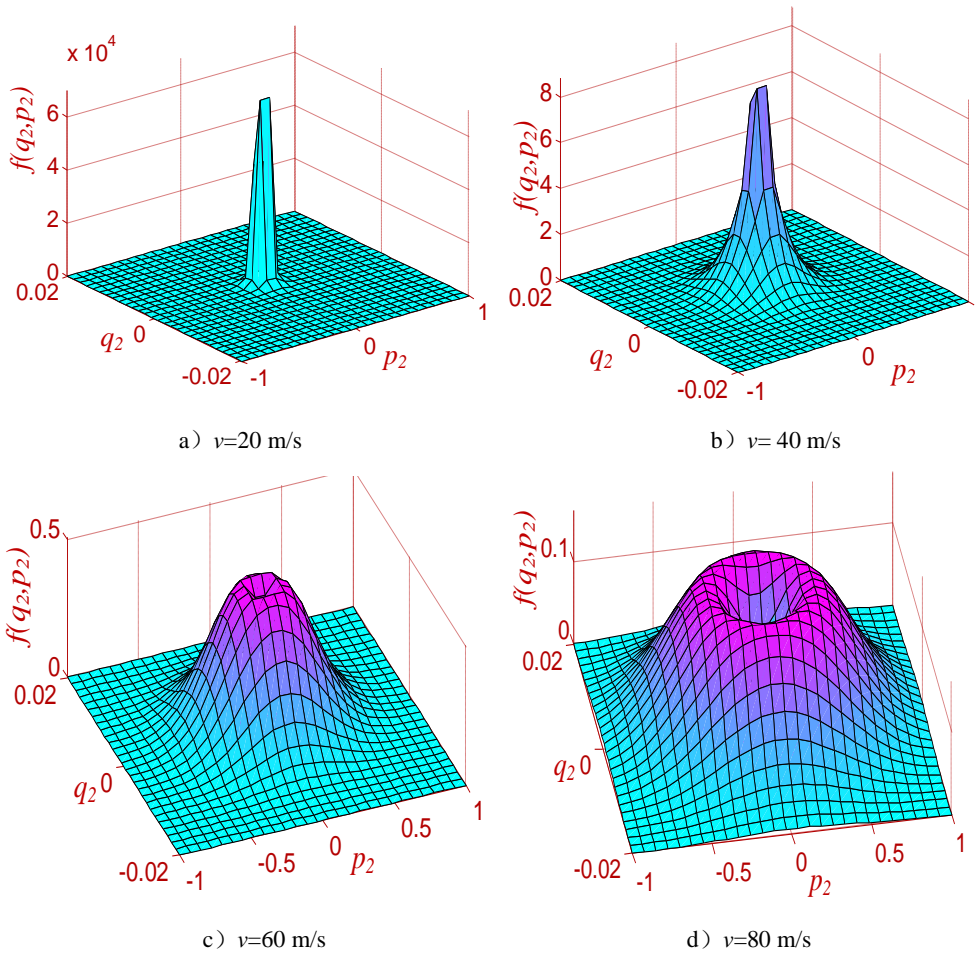 x 10⁴
f(q₂,p₂)
6
4
2
0
0.02
q₂ 0
-0.02
-1
0
p₂
1
a）v=20 m/s
f(q₂,p₂)
8
6
4
2
0
0.02
q₂ 0
-0.02
-1
0
p₂
b）v= 40 m/s
f(q₂,p₂)
0.5
0
0.02
q₂ 0
-0.02
-1
-0.5
0
p₂
0.5
1
c）v=60 m/s
f(q₂,p₂)
0.1
0
0.02
q₂ 0
-0.02
-1
-0.5
0
p₂
0.5
1
d）v=80 m/s